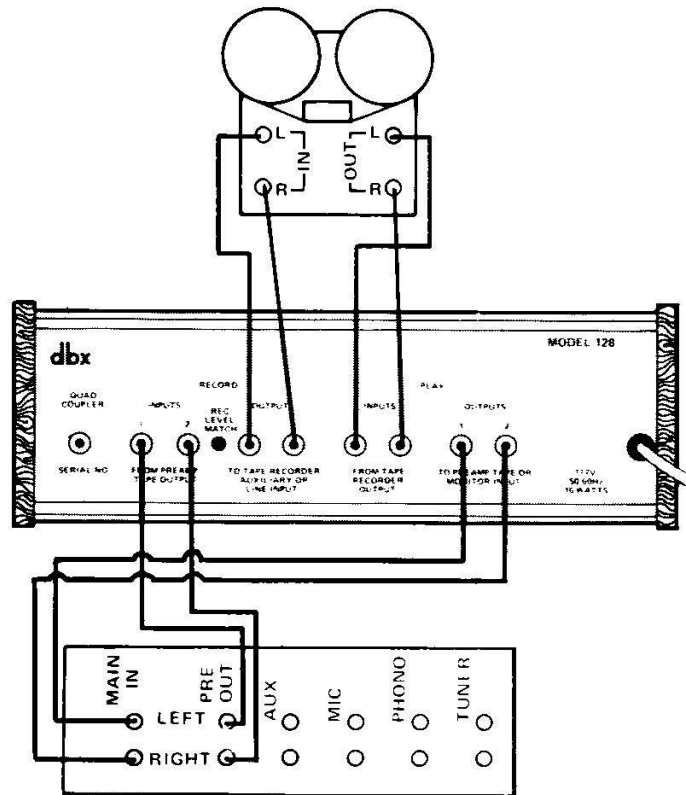 L L
IN OUT
R R
dbx
MODEL 128
RECORD
PLAY
QUAD
COUPLER
INPUTS
REC
LEVEL
MATCH
OUTPUT
INPUTS
OUTPUTS
1 2
1 2
SERIAL NO
FROM PREAMP
TAPE OUTPUT
TO TAPE RECORDER
AUXILIARY OR
LINE INPUT
FROM TAPE
RECORDER
OUTPUT
TO PREAMP TAPE OR
MONITOR INPUT
117V
50 60Hz
16 WATTS
MAIN
IN
PRE
OUT
AUX
MIC
PHONO
TUNER
LEFT
RIGHT